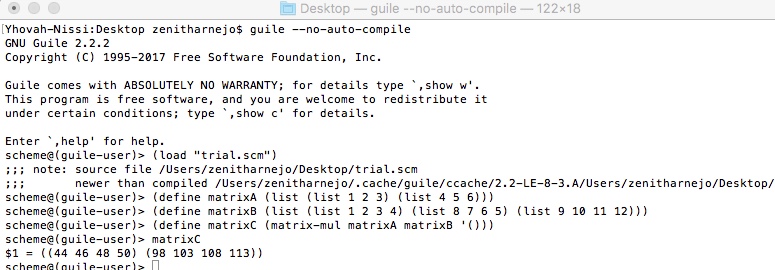 Desktop — guile --no-auto-compile — 122×18
[Yhovah-Nissi:Desktop zenitharnejo$ guile --no-auto-compile
GNU Guile 2.2.2
Copyright (C) 1995-2017 Free Software Foundation, Inc.
Guile comes with ABSOLUTELY NO WARRANTY; for details type `,show w'.
This program is free software, and you are welcome to redistribute it
under certain conditions; type `,show c' for details.
Enter `,help' for help.
scheme@(guile-user)> (load "trial.scm")
;;; note: source file /Users/zenitharnejo/Desktop/trial.scm
;;;       newer than compiled /Users/zenitharnejo/.cache/guile/ccache/2.2-LE-8-3.A/Users/zenitharnejo/Desktop/
scheme@(guile-user)> (define matrixA (list (list 1 2 3) (list 4 5 6)))
scheme@(guile-user)> (define matrixB (list (list 1 2 3 4) (list 8 7 6 5) (list 9 10 11 12)))
scheme@(guile-user)> (define matrixC (matrix-mul matrixA matrixB '()))
scheme@(guile-user)> matrixC
$1 = ((44 46 48 50) (98 103 108 113))
scheme@(guile-user)>